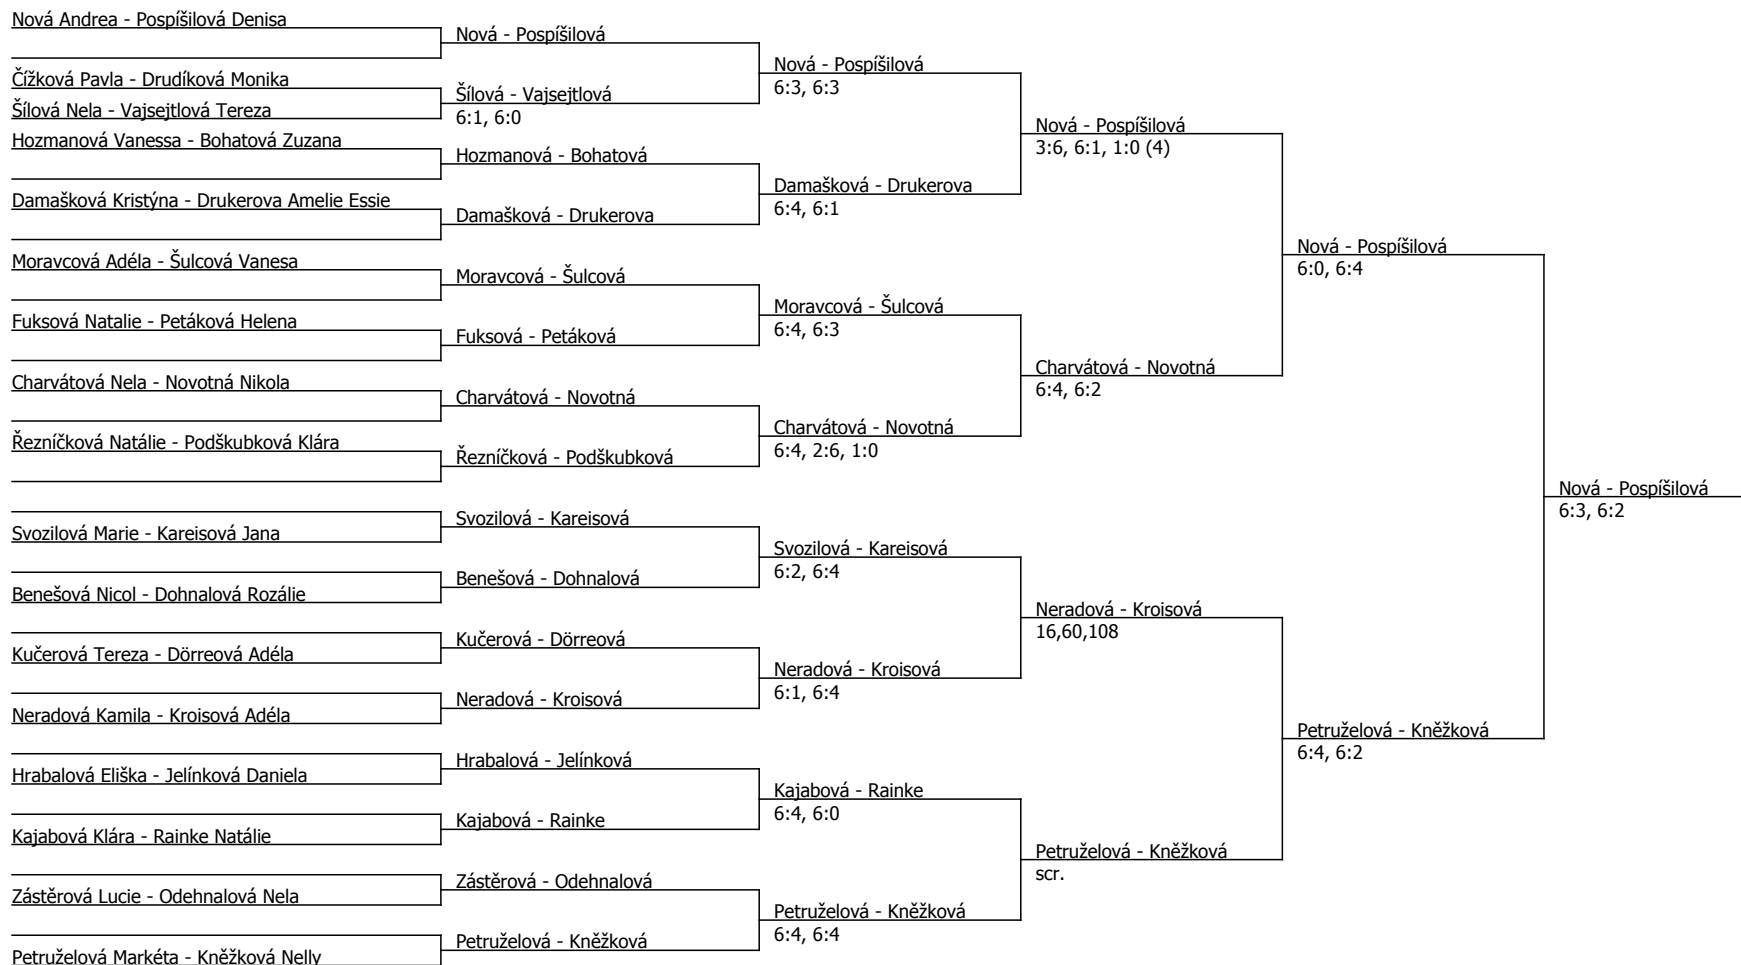 Nová Andrea - Pospíšilová Denisa
Čížková Pavla - Drudíková Monika
Šílová Nela - Vajsejtlová Tereza
Hozmanová Vanessa - Bohatová Zuzana
Damašková Kristýna - Drukerova Amelie Essie
Moravcová Adéla - Šulcová Vanesa
Fuksová Natalie - Petáková Helena
Charvátová Nela - Novotná Nikola
Řezníčková Natálie - Podškubková Klára
Svozilová Marie - Kareisová Jana
Benešová Nicol - Dohnalová Rozálie
Kučerová Tereza - Dörreová Adéla
Neradová Kamila - Kroisová Adéla
Hrabalová Eliška - Jelínková Daniela
Kajabová Klára - Rainke Natálie
Zástěrová Lucie - Odehnalová Nela
Petruželová Markéta - Kněžková Nelly
Nová - Pospíšilová
Šílová - Vajsejtlová
6:1, 6:0
Hozmanová - Bohatová
Damašková - Drukerova
Moravcová - Šulcová
Fuksová - Petáková
Charvátová - Novotná
Řezníčková - Podškubková
Svozilová - Kareisová
Benešová - Dohnalová
Kučerová - Dörreová
Neradová - Kroisová
Hrabalová - Jelínková
Kajabová - Rainke
Zástěrová - Odehnalová
Petruželová - Kněžková
Nová - Pospíšilová
6:3, 6:3
Damašková - Drukerova
6:4, 6:1
Moravcová - Šulcová
6:4, 6:3
Charvátová - Novotná
6:4, 2:6, 1:0
Svozilová - Kareisová
6:2, 6:4
Neradová - Kroisová
6:1, 6:4
Kajabová - Rainke
6:4, 6:0
Petruželová - Kněžková
6:4, 6:4
Nová - Pospíšilová
3:6, 6:1, 1:0 (4)
Charvátová - Novotná
6:4, 6:2
Neradová - Kroisová
16,60,108
Petruželová - Kněžková
scr.
Nová - Pospíšilová
6:0, 6:4
Petruželová - Kněžková
6:4, 6:2
Nová - Pospíšilová
6:3, 6:2